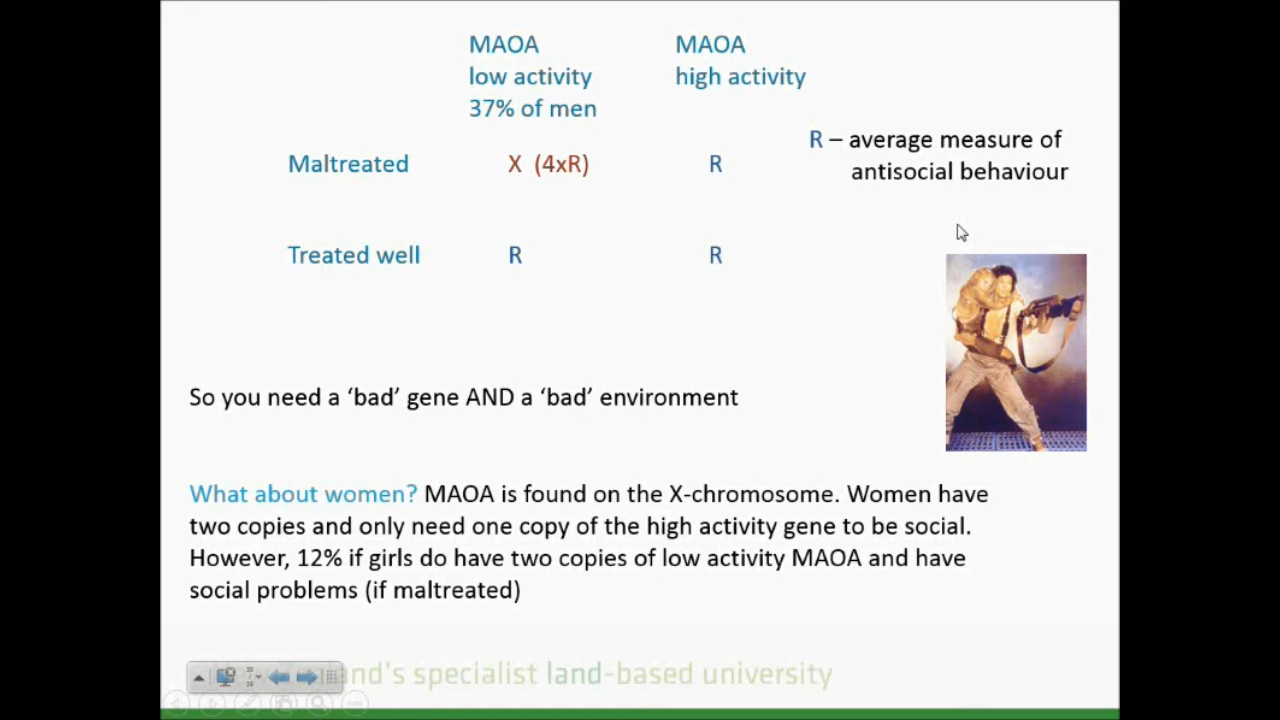 MAOA MAOA
low activity high activity
37% of men
R – average measure of
Maltreated X (4xR) R
antisocial behaviour
Treated well R R
So you need a ‘bad’ gene AND a ‘bad’ environment
What about women? MAOA is found on the X-chromosome. Women have
two copies and only need one copy of the high activity gene to be social.
However, 12% if girls do have two copies of low activity MAOA and have
social problems (if maltreated)
specialist land-based university